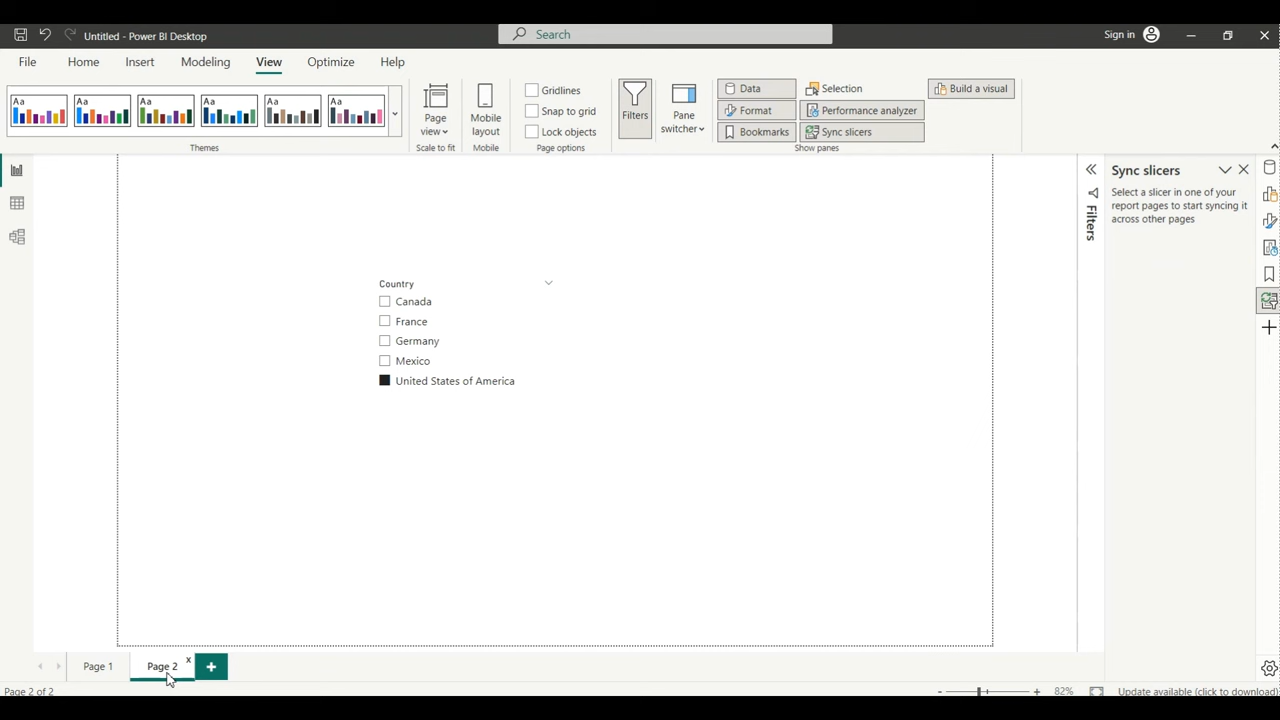 Untitled - Power BI Desktop
Search
Sign in
File
Home
Insert
Modeling
View
Optimize
Help
Aa
Aa
Aa
Aa
Aa
Aa
Page view
Mobile layout
Gridlines
Snap to grid
Lock objects
Filters
Pane switcher
Data
Format
Bookmarks
Selection
Performance analyzer
Sync slicers
Build a visual
Themes
Scale to fit
Mobile
Page options
Show panes
Country
Canada
France
Germany
Mexico
United States of America
Filters
Sync slicers
Select a slicer in one of your
report pages to start syncing it
across other pages
Page 1
Page 2
x
Page 2 of 2
82%
Update available (click to download)